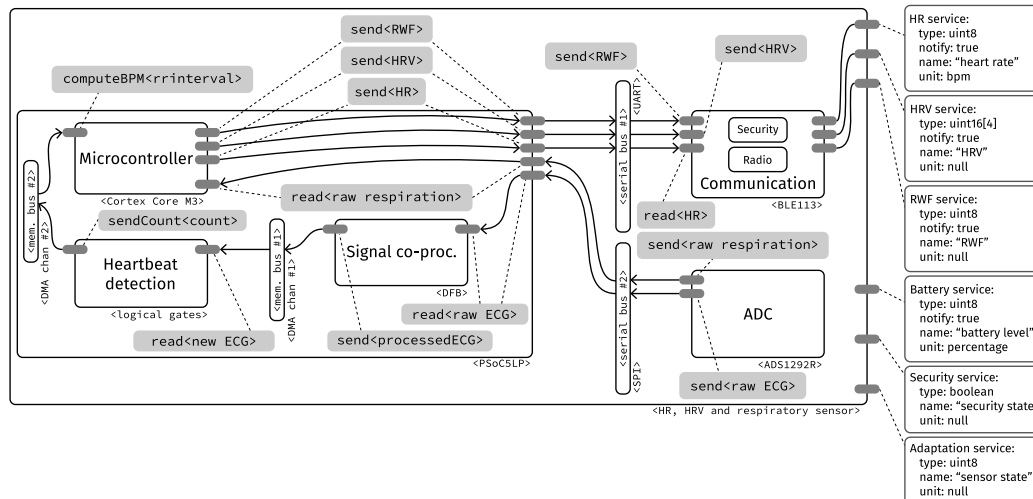 send<RWF>
send<HRV>
send<HR>
computeBPM<rrinterval>
Microcontroller
<Cortex Core M3>
<mem. bus #2>
<DMA chan #2>
sendCount<count>
Heartbeat
detection
<logical gates>
read<new ECG>
<mem. bus #1>
<DMA chan #1>
read<raw respiration>
Signal co-proc.
<DFB>
read<raw ECG>
send<processedECG>
<PSoC5LP>
send<RWF>
send<HRV>
<serial bus #1>
<UART>
Security
Radio
Communication
<BLE113>
read<HR>
send<raw respiration>
<serial bus #2>
<SPI>
ADC
<ADS1292R>
send<raw ECG>
<HR, HRV and respiratory sensor>
HR service:
type: uint8
notify: true
name: “heart rate”
unit: bpm
HRV service:
type: uint16[4]
notify: true
name: “HRV”
unit: null
RWF service:
type: uint8
notify: true
name: “RWF”
unit: null
Battery service:
type: uint8
notify: true
name: “battery level”
unit: percentage
Security service:
type: boolean
name: “security state
unit: null
Adaptation service:
type: uint8
name: “sensor state”
unit: null